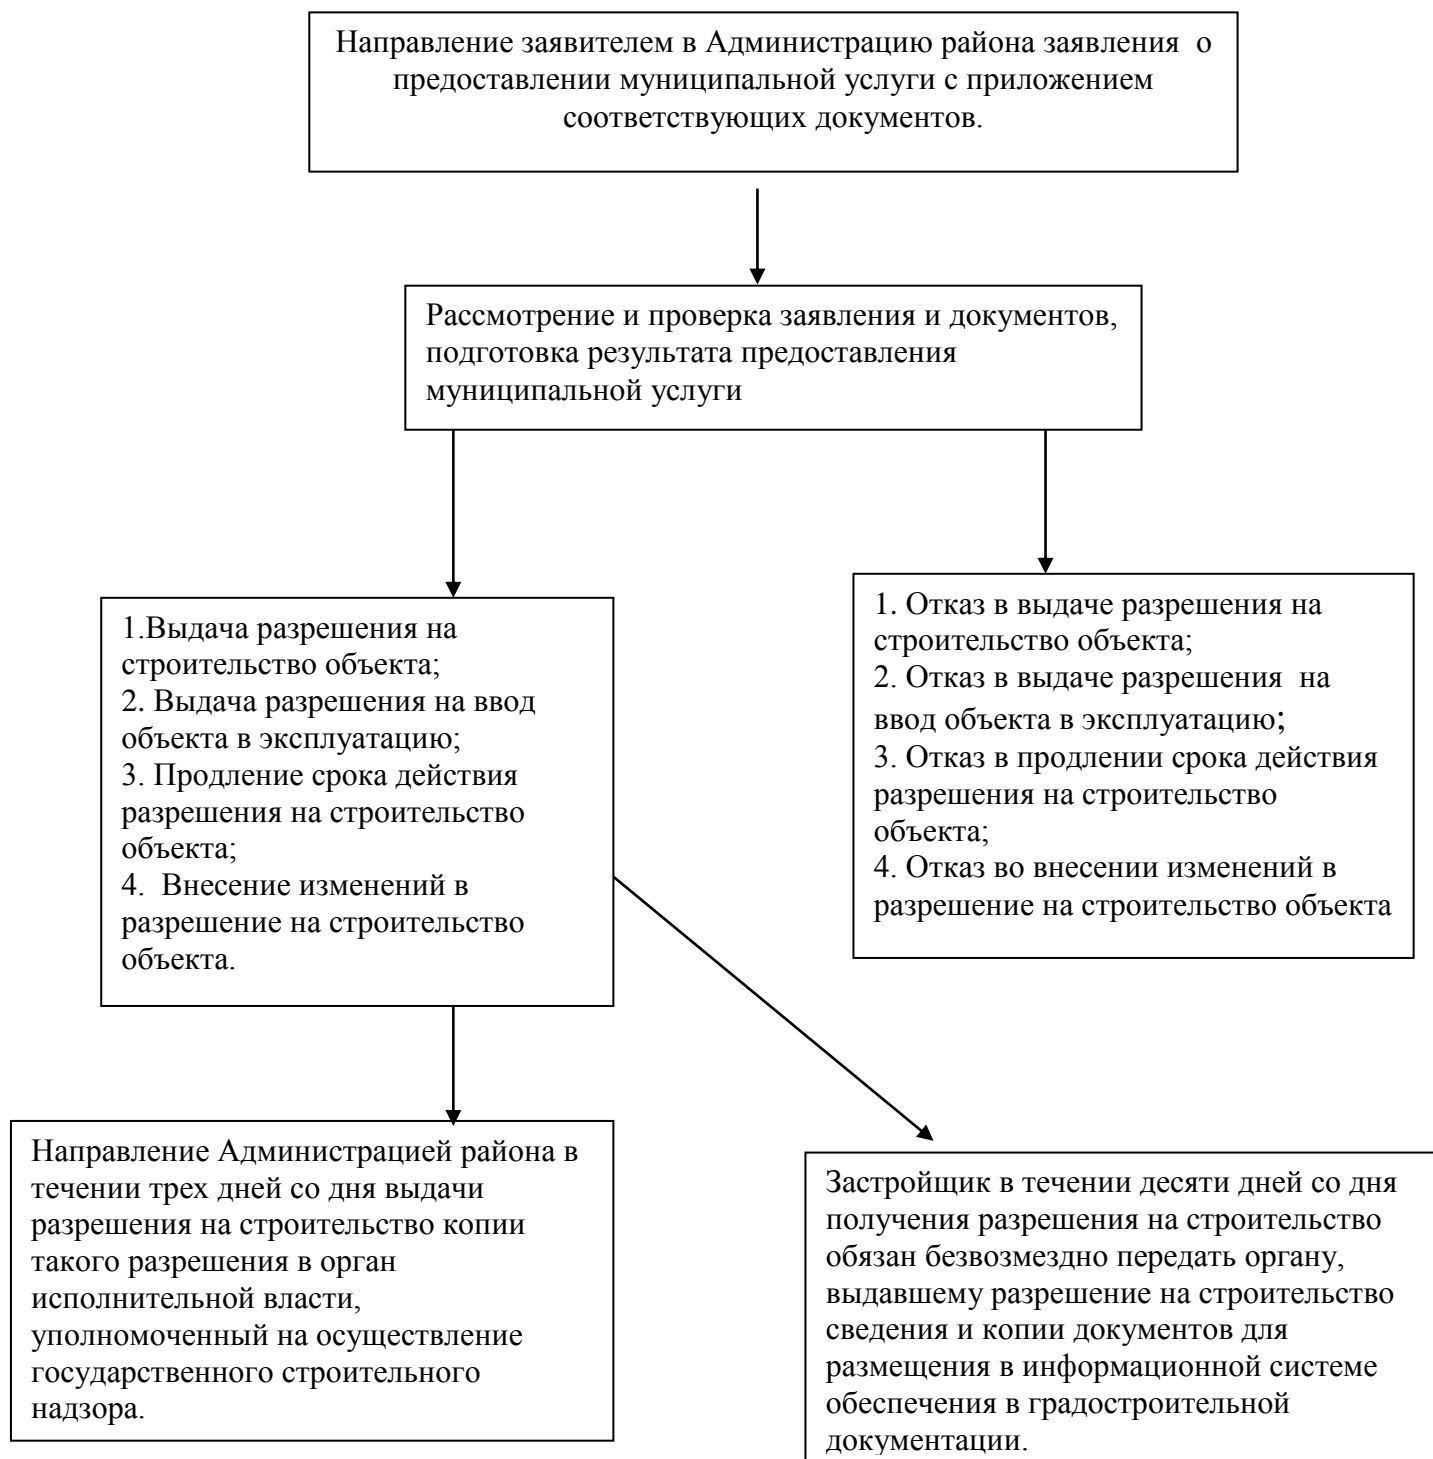 Направление заявителем в Администрацию района заявления  о
предоставлении муниципальной услуги с приложением
соответствующих документов.
Рассмотрение и проверка заявления и документов,
подготовка результата предоставления
муниципальной услуги
1.Выдача разрешения на
строительство объекта;
2. Выдача разрешения на ввод
объекта в эксплуатацию;
3. Продление срока действия
разрешения на строительство
объекта;
4.  Внесение изменений в
разрешение на строительство
объекта.
1. Отказ в выдаче разрешения на
строительство объекта;
2. Отказ в выдаче разрешения  на
ввод объекта в эксплуатацию;
3. Отказ в продлении срока действия
разрешения на строительство
объекта;
4. Отказ во внесении изменений в
разрешение на строительство объекта
Направление Администрацией района в
течении трех дней со дня выдачи
разрешения на строительство копии
такого разрешения в орган
исполнительной власти,
уполномоченный на осуществление
государственного строительного
надзора.
Застройщик в течении десяти дней со дня
получения разрешения на строительство
обязан безвозмездно передать органу,
выдавшему разрешение на строительство
сведения и копии документов для
размещения в информационной системе
обеспечения в градостроительной
документации.